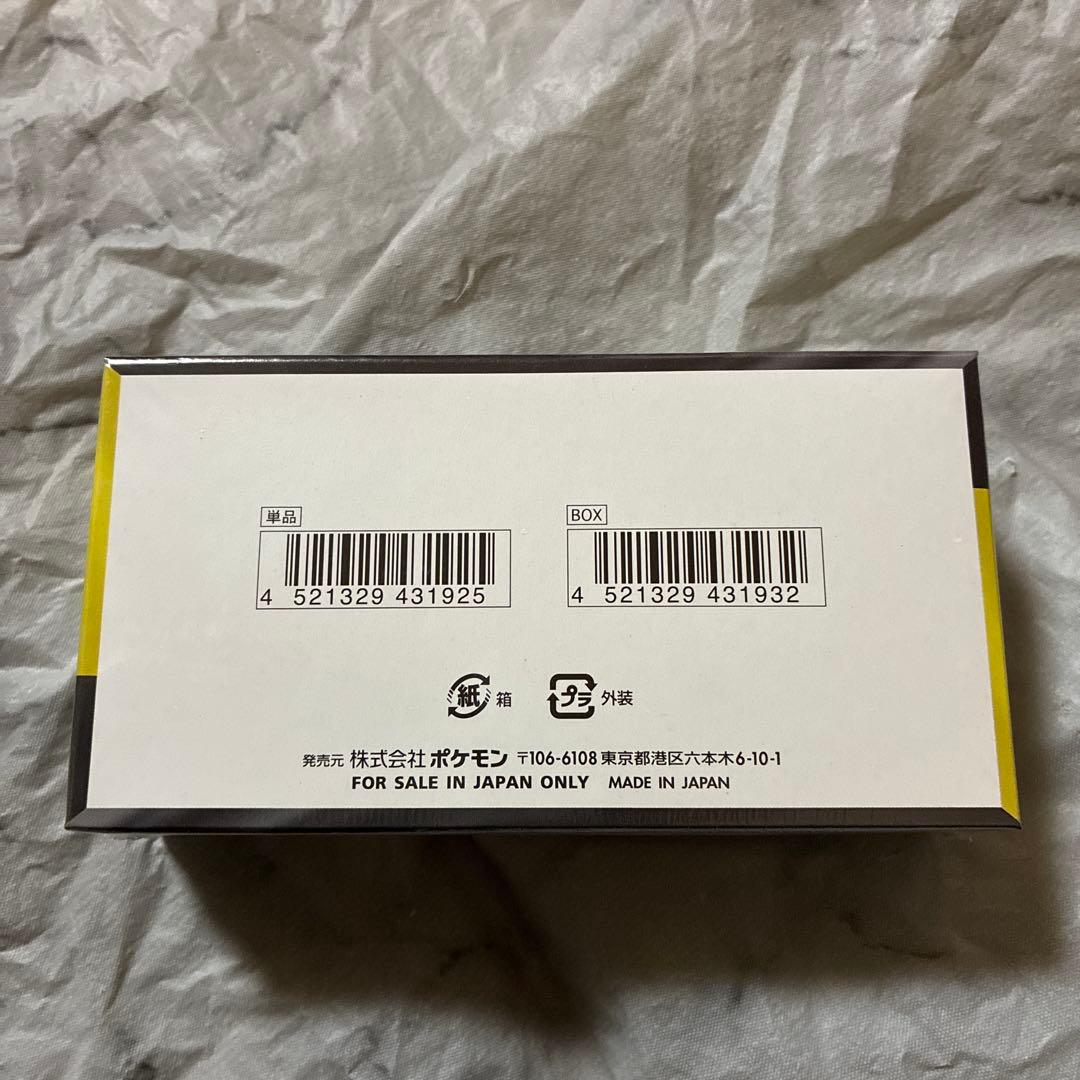 単品
4 521329 431925
BOX
4 521329 431932
紙 箱
プラ 外装
発売元 株式会社 ポケモン 〒106-6108 東京都港区六本木6-10-1
FOR SALE IN JAPAN ONLY MADE IN JAPAN